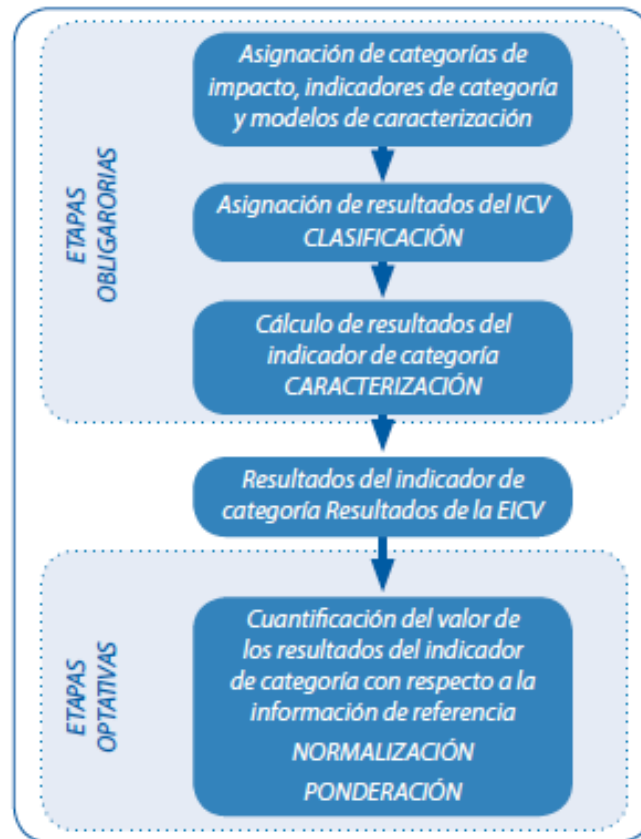 ETAPAS
OBLIGARORIAS
Asignación de categorías de
impacto, indicadores de categoría
y modelos de caracterización
Asignación de resultados del ICV
CLASIFICACIÓN
Cálculo de resultados del
indicador de categoría
CARACTERIZACIÓN
Resultados del indicador de
categoría Resultados de la EICV
ETAPAS
OPTATIVAS
Cuantificación del valor de
los resultados del indicador
de categoría con respecto a la
información de referencia
NORMALIZACIÓN
PONDERACIÓN